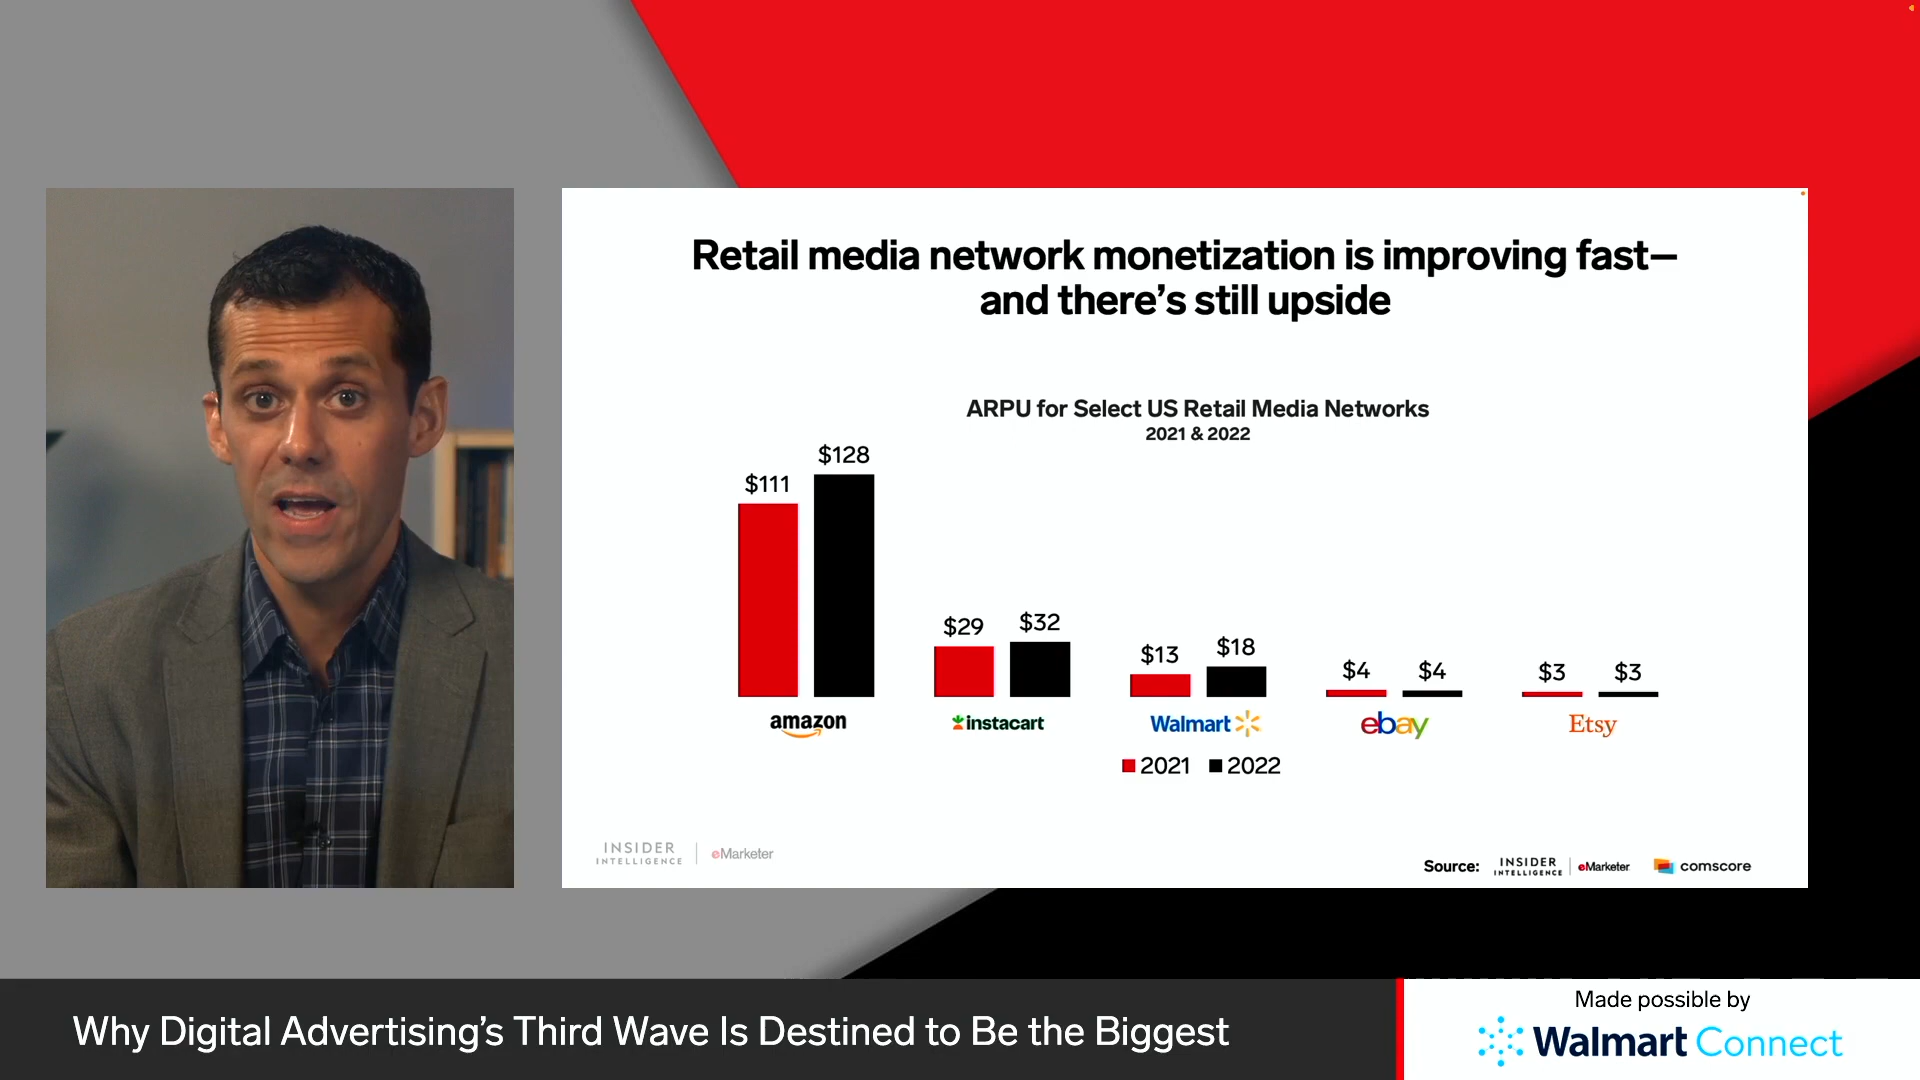 Retail media network monetization is improving fast—
and there’s still upside
ARPU for Select US Retail Media Networks
2021 & 2022
$111
$128
$29
$32
$13
$18
$4
$4
$3
$3
amazon
instacart
Walmart
ebay
Etsy
2021
2022
INSIDER
INTELLIGENCE
eMarketer
Source:
INSIDER
INTELLIGENCE
eMarketer
comscore
Why Digital Advertising’s Third Wave Is Destined to Be the Biggest
Made possible by
Walmart Connect